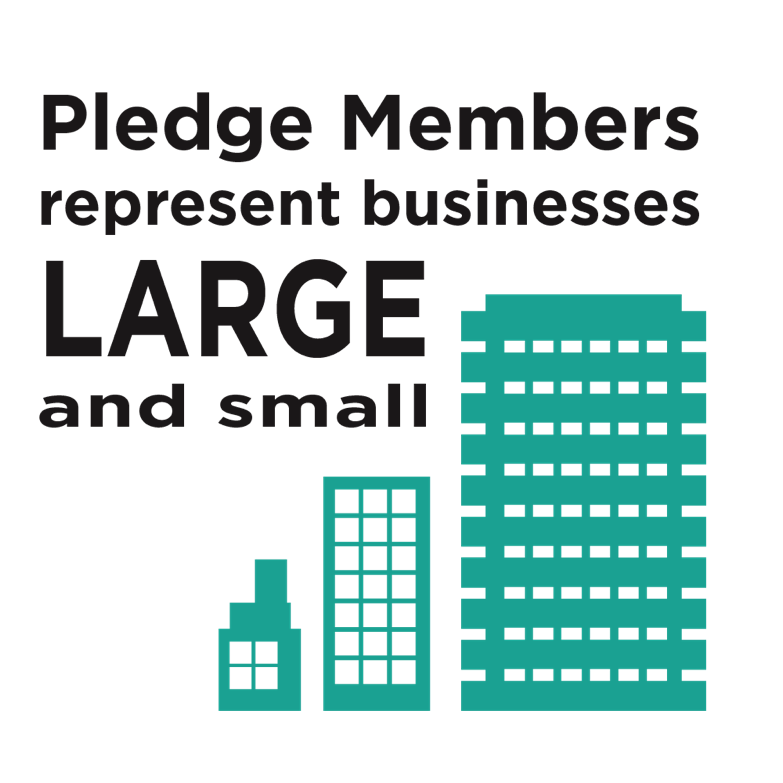 Pledge Members
represent businesses
LARGE
and small